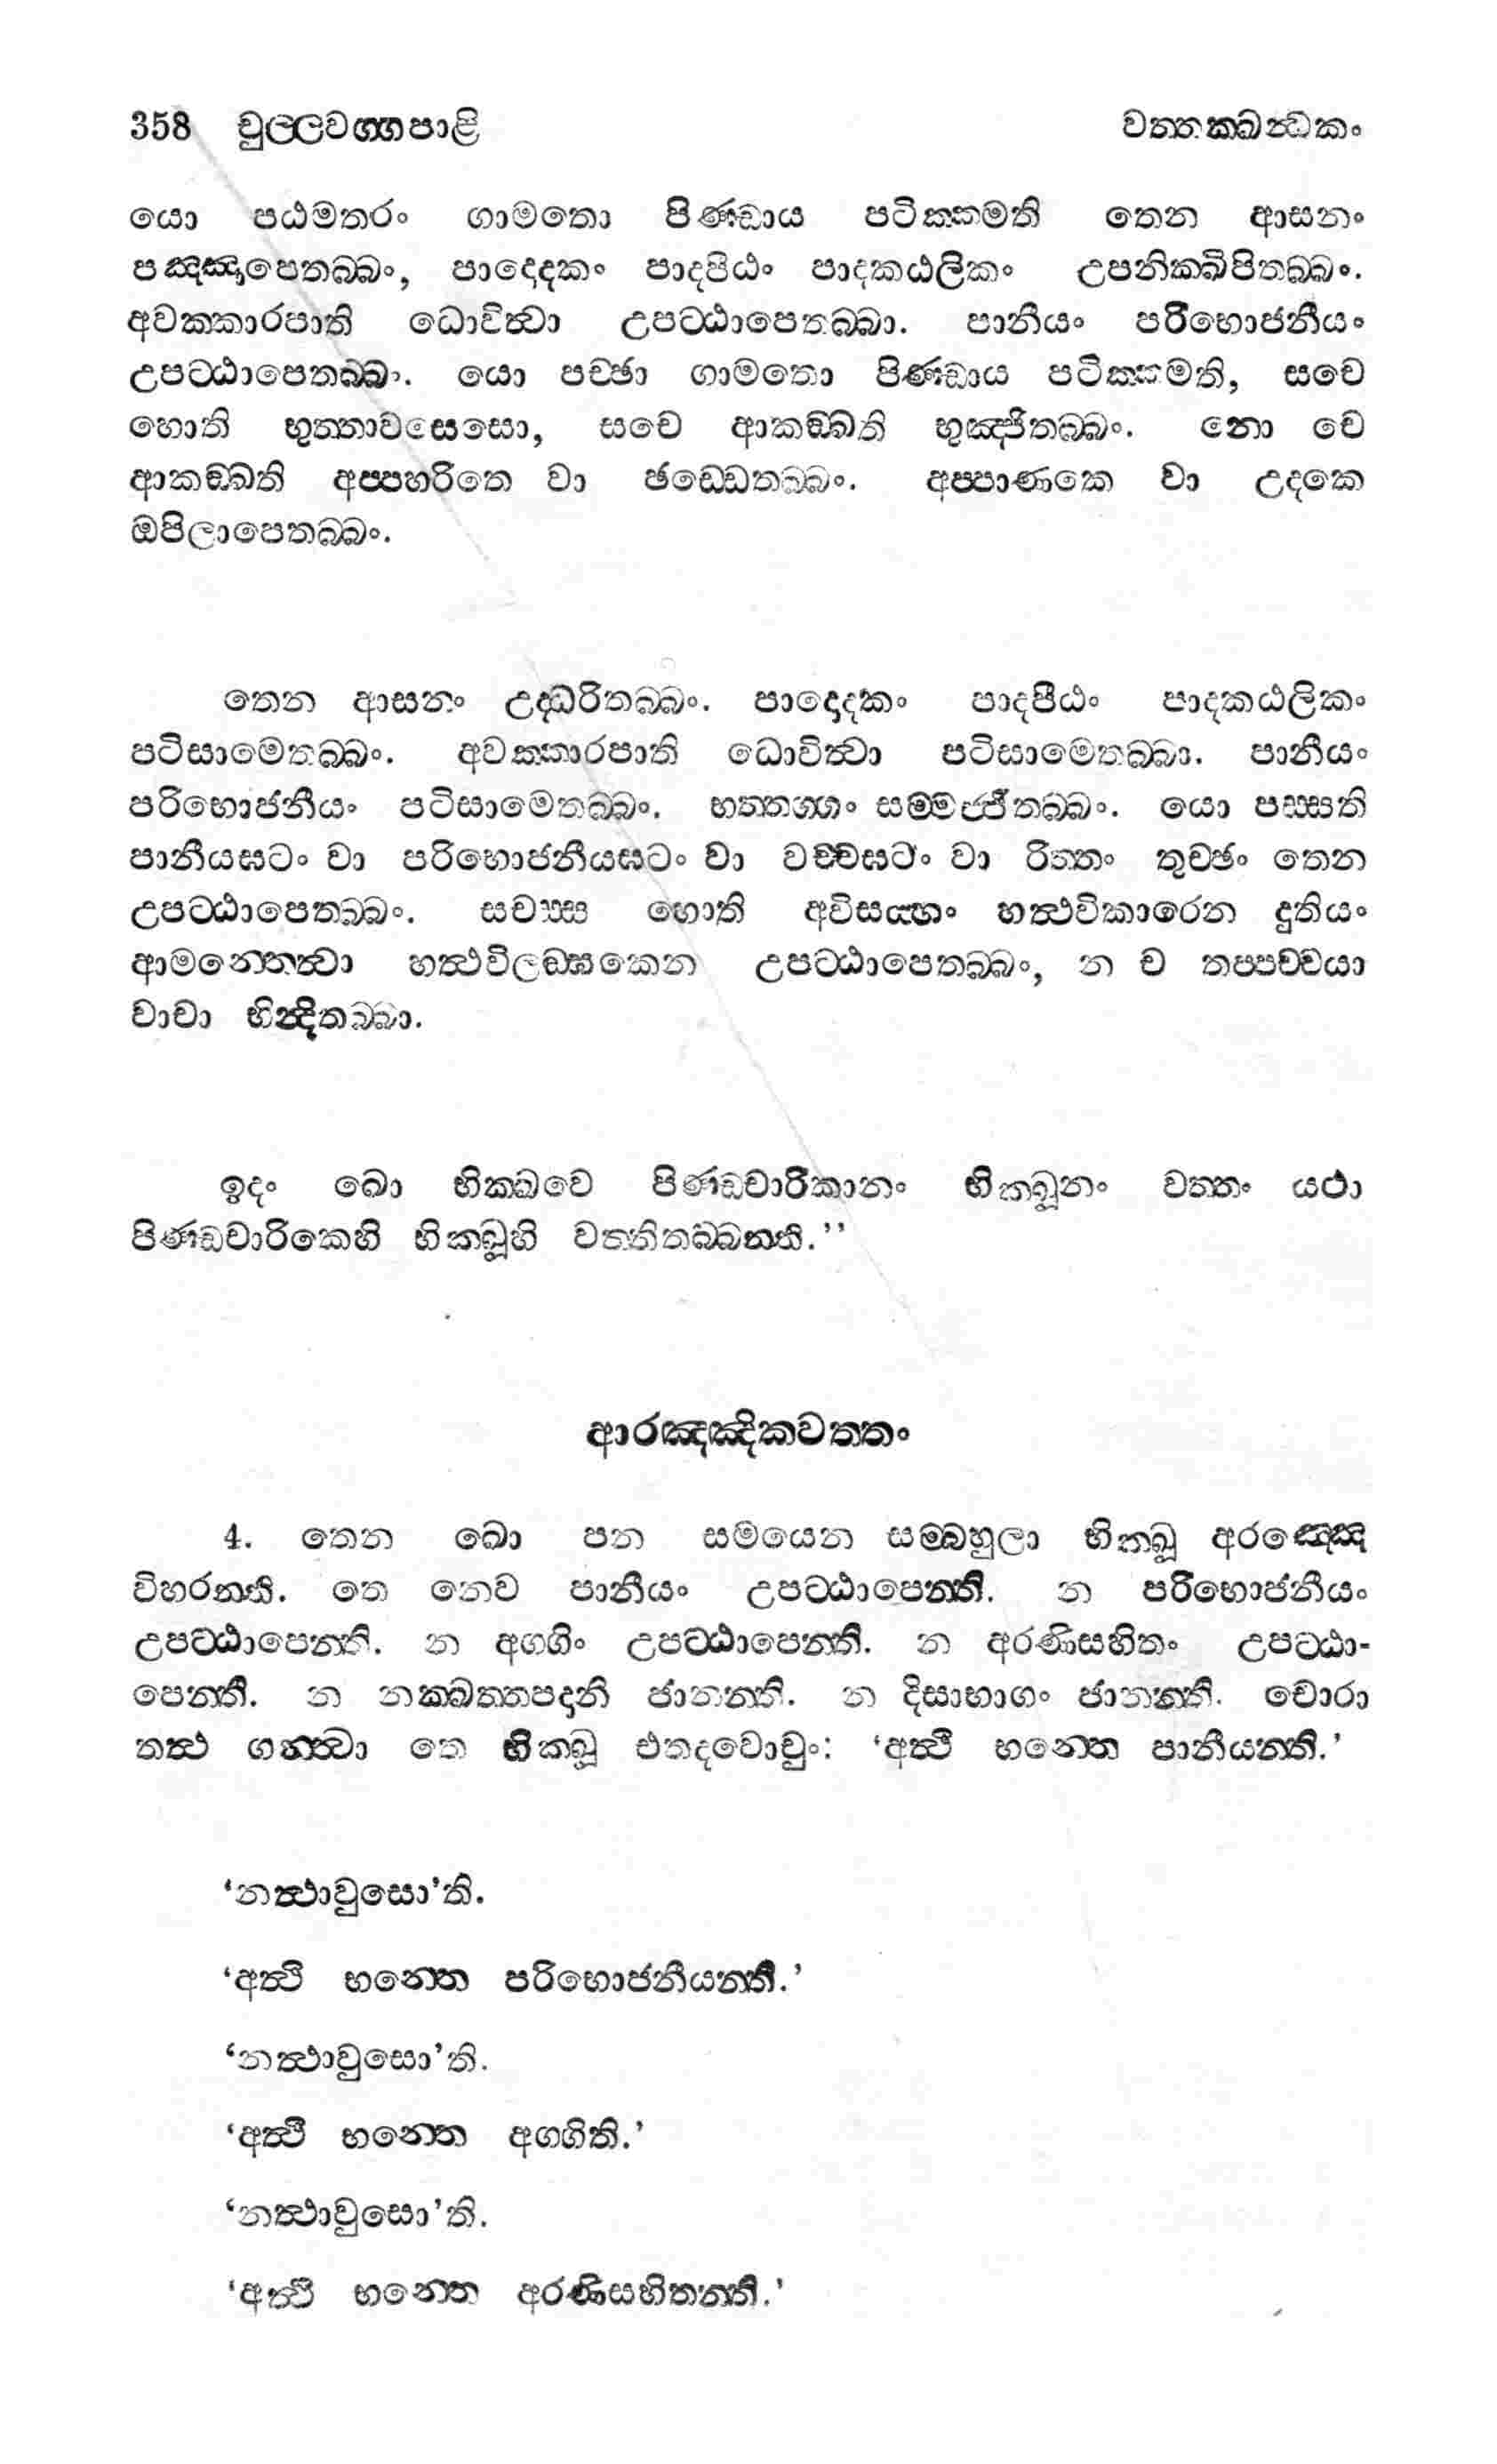 358 චුල්ලවග්ගපාළි වත්තක්ඛන්ධකං
යො පඨමතරං ගාමතො පිණ්ඩාය පටික්කමති තෙන ආසනං
පඤ්ඤාපෙතබ්බං, පාදොදකං පාදපීඨං පාදකඨලිකං උපනික්ඛිපිතබ්බං.
අවක්කාරපාති ධොවිත්වා උපට්ඨාපෙතබ්බා. පානීයං පරිභොජනීයං
උපට්ඨාපෙතබ්බං. යො පච්ඡා ගාමතො පිණ්ඩාය පටික්කමති, සචෙ
හොති භුත්තාවසෙසො, සචෙ ආකඞ්ඛති භුඤ්ජිතබ්බං. නො චෙ
ආකඞ්ඛති අප්පහරිතෙ වා ඡඩ්ඩෙතබ්බං. අප්පාණකෙ වා උදකෙ
ඔපිලාපෙතබ්බං.
තෙන ආසනං උද්ධරිතබ්බං. පාදොදකං පාදපීඨං පාදකඨලිකං
පටිසාමෙතබ්බං. අවක්කාරපාති ධොවිත්වා පටිසාමෙතබ්බා. පානීයං
පරිභොජනීයං පටිසාමෙතබ්බං. භත්තග්ගං සම්මජ්ජිතබ්බං. යො පස්සති
පානීයඝටං වා පරිභොජනීයඝටං වා වච්චඝටං වා රිත්තං තුච්ඡං තෙන
උපට්ඨාපෙතබ්බං. සචස්ස හොති අවිසය්හං හත්ථවිකාරෙන දුතියං
ආමන්තෙත්වා හත්ථවිලඞ්ඝකෙන උපට්ඨාපෙතබ්බං, න ච තප්පච්චයා
වාචා භින්දිතබ්බා.
ඉදං ඛො භික්ඛවෙ පිණ්ඩචාරිකානං භික්ඛූනං වත්තං යථා
පිණ්ඩචාරිකෙහි භික්ඛූහි වත්තිතබ්බන්ති.’’
ආරඤ්ඤිකවත්තං
4. තෙන ඛො පන සමයෙන සම්බහුලා භික්ඛූ අරඤ්ඤෙ
විහරන්ති. තෙ නෙව පානීයං උපට්ඨාපෙන්ති. න පරිභොජනීයං
උපට්ඨාපෙන්ති. න අග්ගිං උපට්ඨාපෙන්ති. න අරණිසහිතං උපට්ඨා-
පෙන්ති. න නක්ඛත්තපදානි ජානන්ති. න දිසාභාගං ජානන්ති. චොරා
තත්ථ ගන්ත්වා තෙ භික්ඛූ එතදවොචුං: ‘අත්ථි භන්තෙ පානීයන්ති.’
‘නත්ථාවුසො’ති.
‘අත්ථි භන්තෙ පරිභොජනීයන්ති.’
‘නත්ථාවුසො’ති.
‘අත්ථි භන්තෙ අග්ගිති.’
‘නත්ථාවුසො’ති.
‘අත්ථි භන්තෙ අරණිසහිතන්ති.’